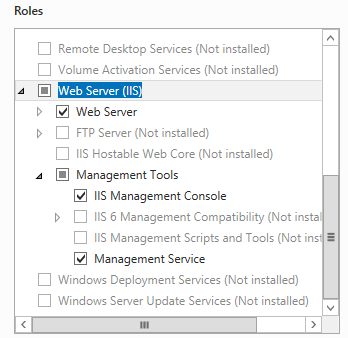 Roles
Remote Desktop Services (Not installed)
Volume Activation Services (Not installed)
Web Server (IIS)
Web Server
FTP Server (Not installed)
IIS Hostable Web Core (Not installed)
Management Tools
IIS Management Console
IIS 6 Management Compatibility (Not instal
IIS Management Scripts and Tools (Not insta
Management Service
Windows Deployment Services (Not installed)
Windows Server Update Services (Not installed)